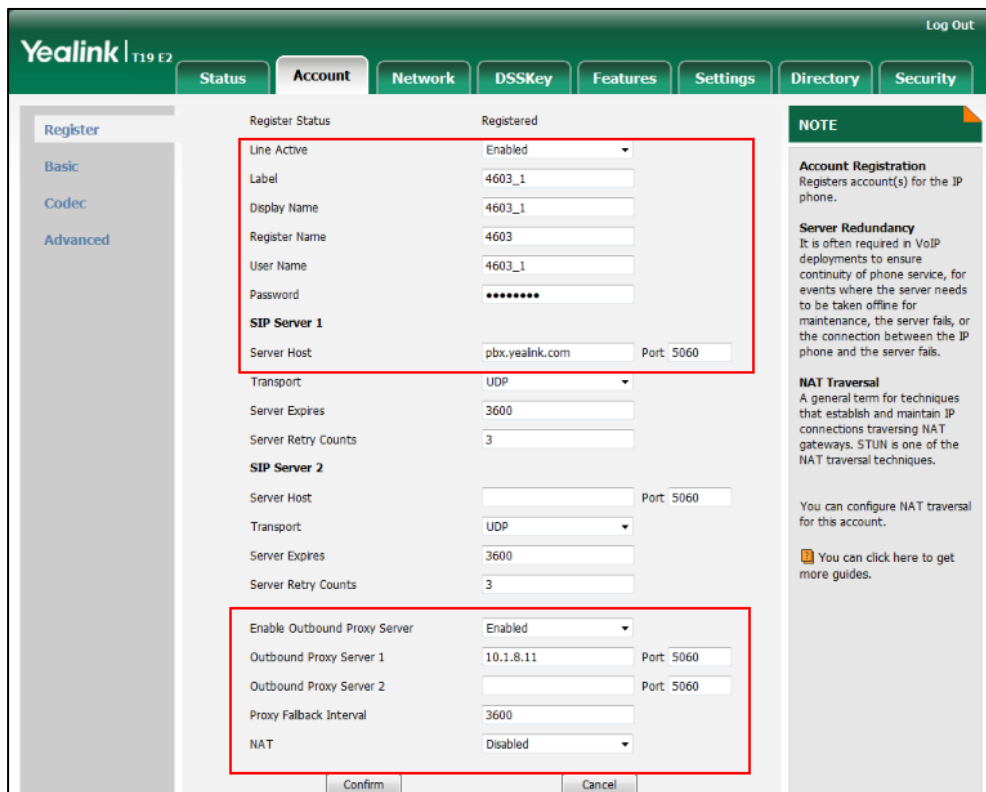 Log Out
Yealink | T19 E2
Status Account Network DSSKey Features Settings Directory Security
Register
Basic
Codec
Advanced
Register Status Registered
Line Active Enabled
Label 4603_1
Display Name 4603_1
Register Name 4603
User Name 4603_1
Password ••••••••
SIP Server 1
Server Host pbx.yealink.com Port 5060
Transport UDP
Server Expires 3600
Server Retry Counts 3
SIP Server 2
Server Host Port 5060
Transport UDP
Server Expires 3600
Server Retry Counts 3
Enable Outbound Proxy Server Enabled
Outbound Proxy Server 1 10.1.8.11 Port 5060
Outbound Proxy Server 2 Port 5060
Proxy Fallback Interval 3600
NAT Disabled
Confirm Cancel
NOTE
Account Registration
Registers account(s) for the IP
phone.
Server Redundancy
It is often required in VoIP
deployments to ensure
continuity of phone service, for
events where the server needs
to be taken offline for
maintenance, the server fails, or
the connection between the IP
phone and the server fails.
NAT Traversal
A general term for techniques
that establish and maintain IP
connections traversing NAT
gateways. STUN is one of the
NAT traversal techniques.
You can configure NAT traversal
for this account.
You can click here to get
more guides.